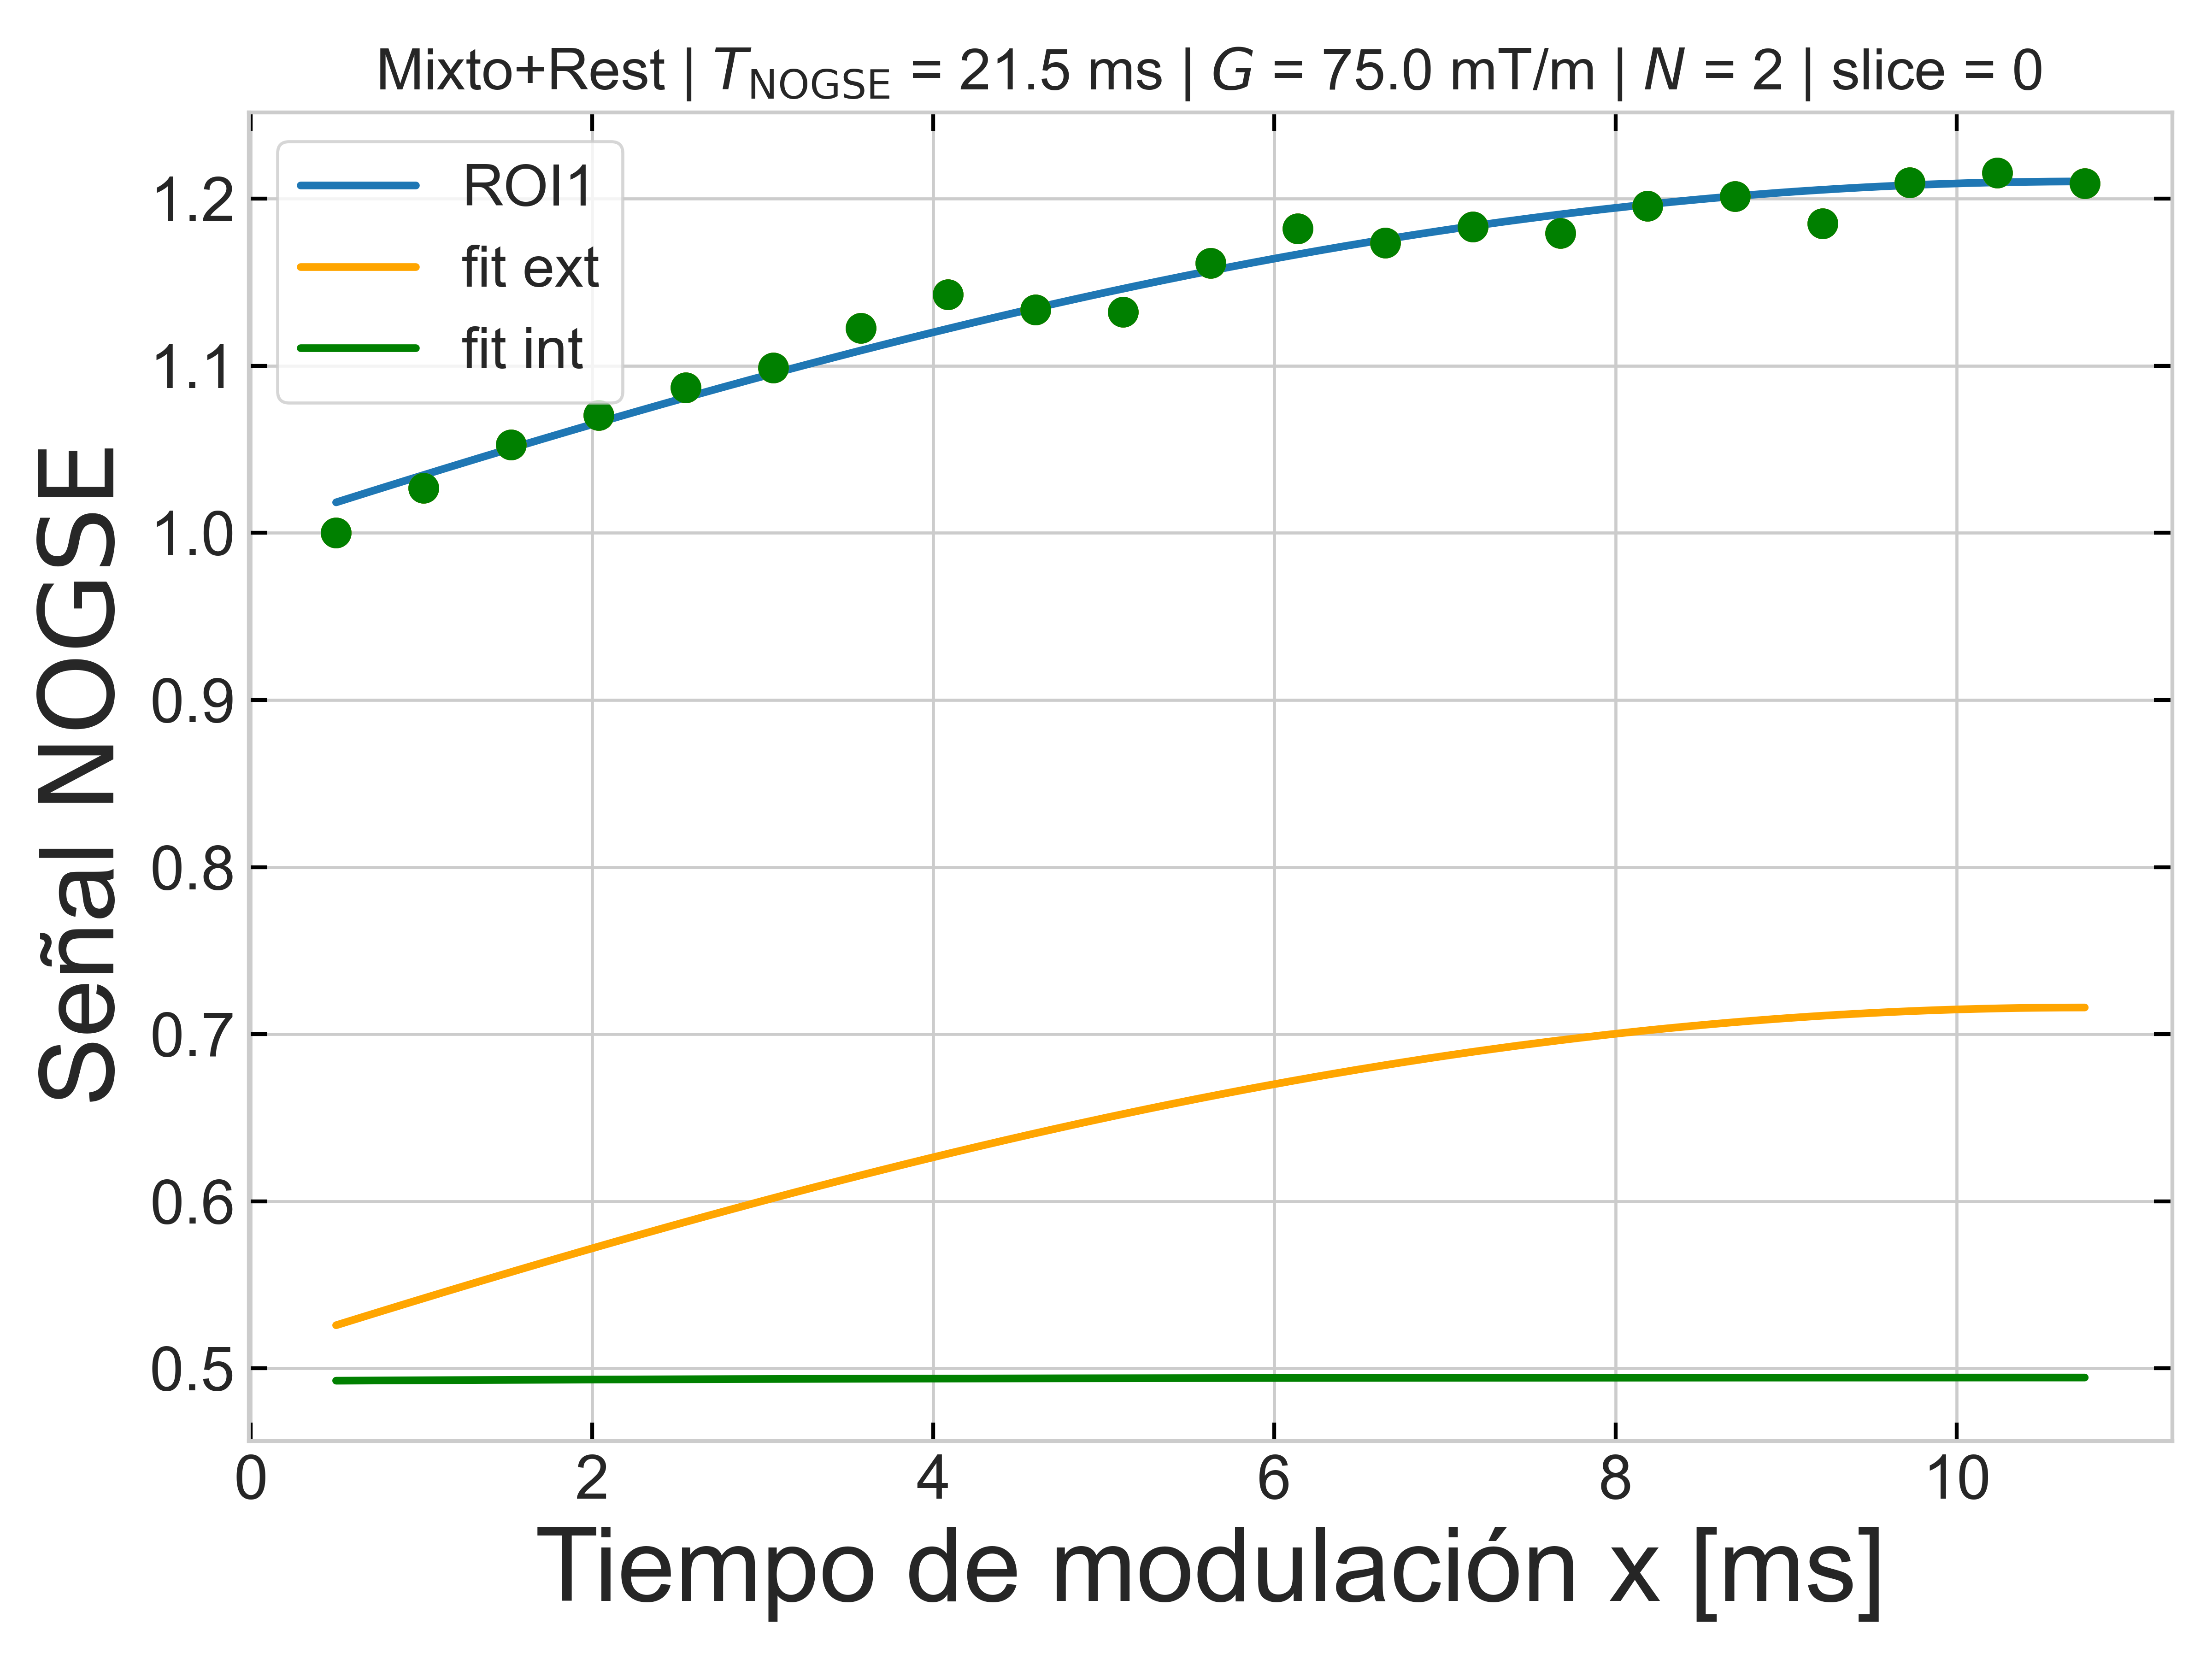 Mixto+Rest | T_NOGSE = 21.5 ms | G = 75.0 mT/m | N = 2 | slice = 0
ROI1
fit ext
fit int
1.2
1.1
1.0
0.9
0.8
0.7
0.6
0.5
Señal NOGSE
0 2 4 6 8 10
Tiempo de modulación x [ms]